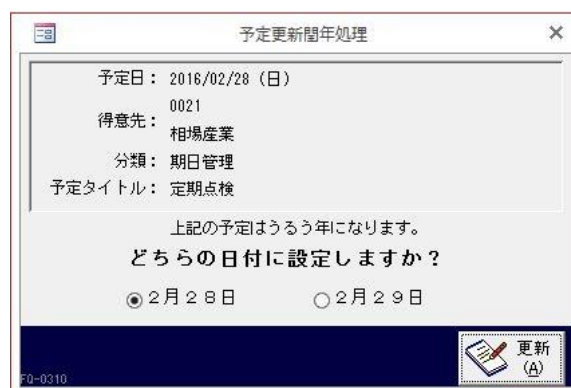 予定更新閏年処理
予定日： 2016/02/28 (日)
得意先： 0021
相場産業
分類： 期日管理
予定タイトル： 定期点検
上記の予定はうるう年になります。
どちらの日付に設定しますか？
２月２８日 ２月２９日
更新
(A)
FQ-0310